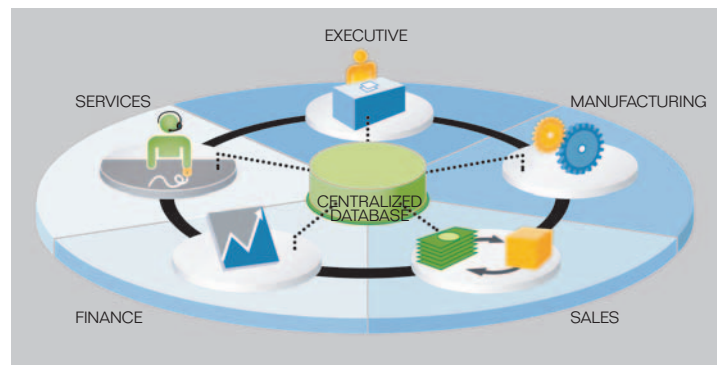 EXECUTIVE
SERVICES
MANUFACTURING
CENTRALIZED
DATABASE
FINANCE
SALES